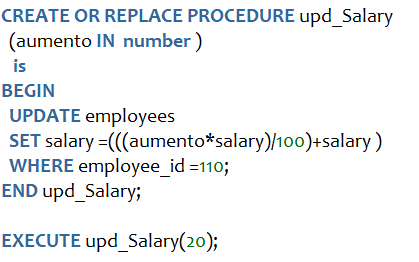 CREATE OR REPLACE PROCEDURE upd_Salary
(aumento IN number )
is
BEGIN
UPDATE employees
SET salary =(((aumento*salary)/100)+salary )
WHERE employee_id =110;
END upd_Salary;
EXECUTE upd_Salary(20);